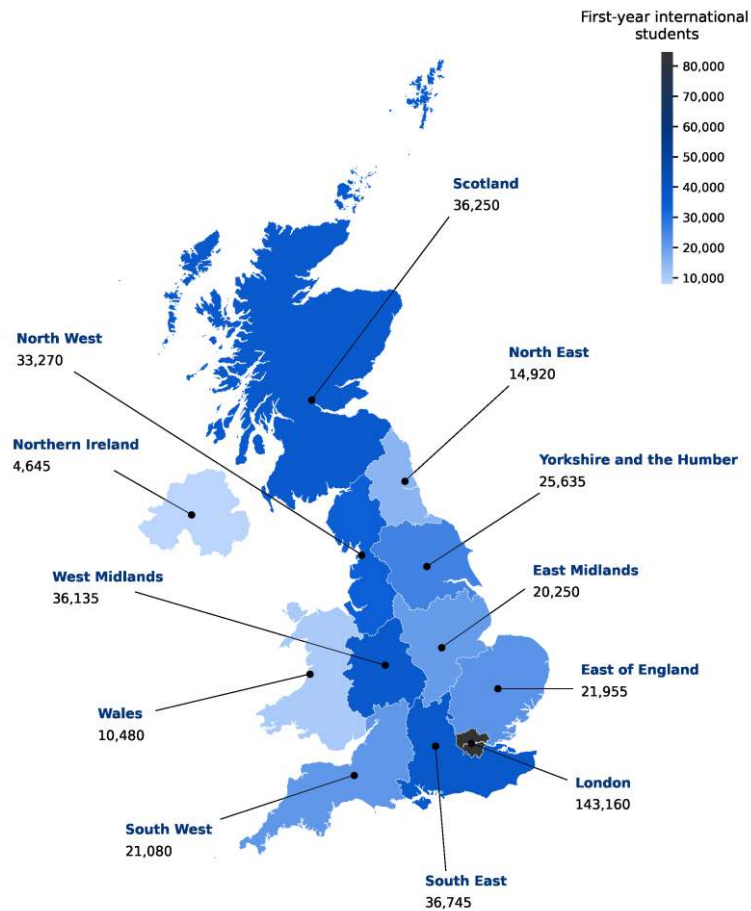 First-year international
students
80,000
70,000
60,000
50,000
40,000
30,000
20,000
10,000
Scotland
36,250
North West
33,270
North East
14,920
Northern Ireland
4,645
Yorkshire and the Humber
25,635
West Midlands
36,135
East Midlands
20,250
East of England
21,955
Wales
10,480
London
143,160
South West
21,080
South East
36,745